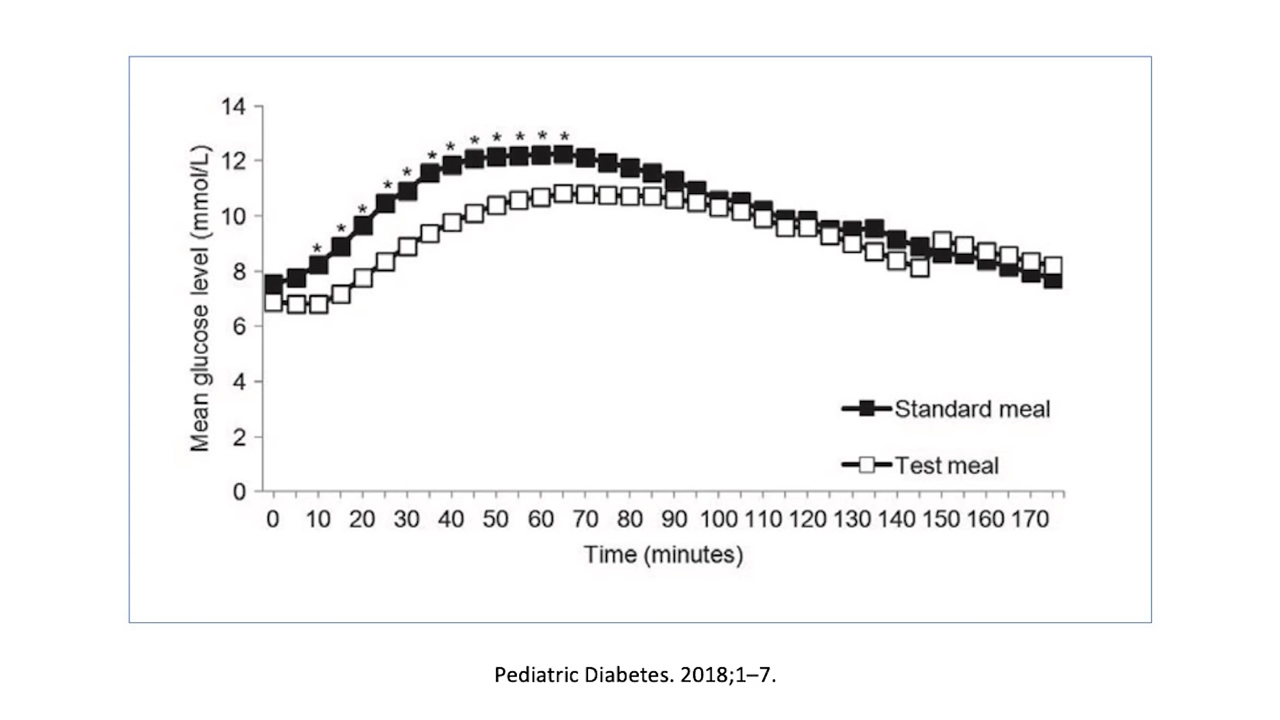 14
* * * * * * * * * * * *
12
10
8
6
4
2
0
Mean glucose level (mmol/L)
Standard meal
Test meal
0 10 20 30 40 50 60 70 80 90 100 110 120 130 140 150 160 170
Time (minutes)
Pediatric Diabetes. 2018;1–7.